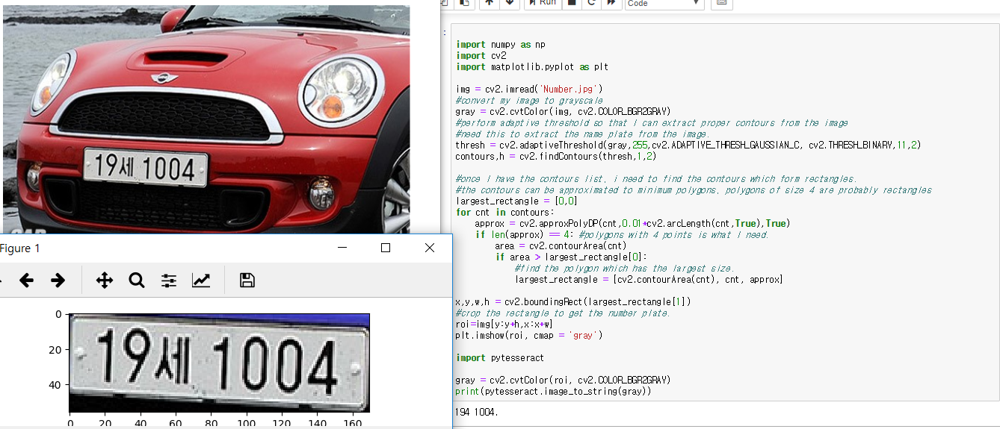 19세 1004
Figure 1
0
20
40
19세 1004
0 20 40 60 80 100 120 140 160
Run
Code
:
import numpy as np
import cv2
import matplotlib.pyplot as plt
img = cv2.imread('Number.jpg')
#convert my image to grayscale
gray = cv2.cvtColor(img, cv2.COLOR_BGR2GRAY)
#perform adaptive threshold so that I can extract proper contours from the image
#need this to extract the name plate from the image.
thresh = cv2.adaptiveThreshold(gray,255,cv2.ADAPTIVE_THRESH_GAUSSIAN_C, cv2.THRESH_BINARY,11,2)
contours,h = cv2.findContours(thresh,1,2)
#once I have the contours list, i need to find the contours which form rectangles.
#the contours can be approximated to minimum polygons, polygons of size 4 are probably rectangles
largest_rectangle = [0,0]
for cnt in contours:
approx = cv2.approxPolyDP(cnt,0.01*cv2.arcLength(cnt,True),True)
if len(approx) == 4: #polygons with 4 points is what I need.
area = cv2.contourArea(cnt)
if area > largest_rectangle[0]:
#find the polygon which has the largest size.
largest_rectangle = [cv2.contourArea(cnt), cnt, approx]
x,y,w,h = cv2.boundingRect(largest_rectangle[1])
#crop the rectangle to get the number plate.
roi=img[y:y+h,x:x+w]
plt.imshow(roi, cmap = 'gray')
import pytesseract
gray = cv2.cvtColor(roi, cv2.COLOR_BGR2GRAY)
print(pytesseract.image_to_string(gray))
194 1004.